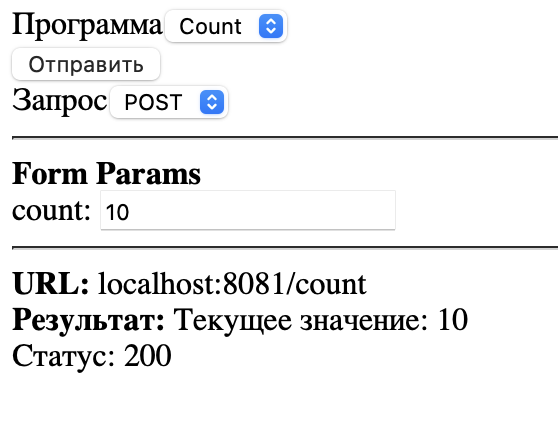 Программа Count
Отправить
Запрос POST
Form Params
count: 10
URL: localhost:8081/count
Результат: Текущее значение: 10
Статус: 200